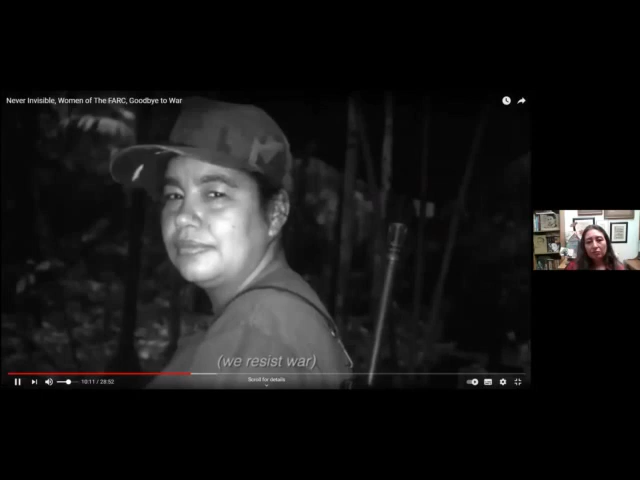 Never Invisible, Women of The FARC, Goodbye to War
(we resist war)
10:11 / 28:52
Scroll for details